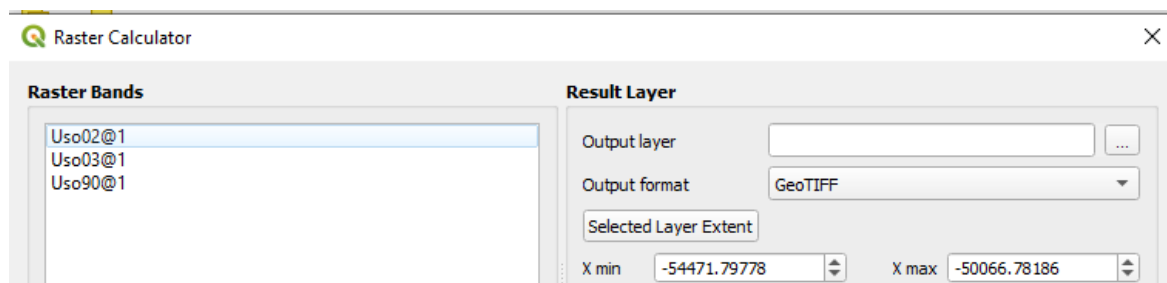 Raster Calculator
Raster Bands
Uso02@1
Uso03@1
Uso90@1
Result Layer
Output layer
...
Output format GeoTIFF
Selected Layer Extent
X min -54471.79778 X max -50066.78186